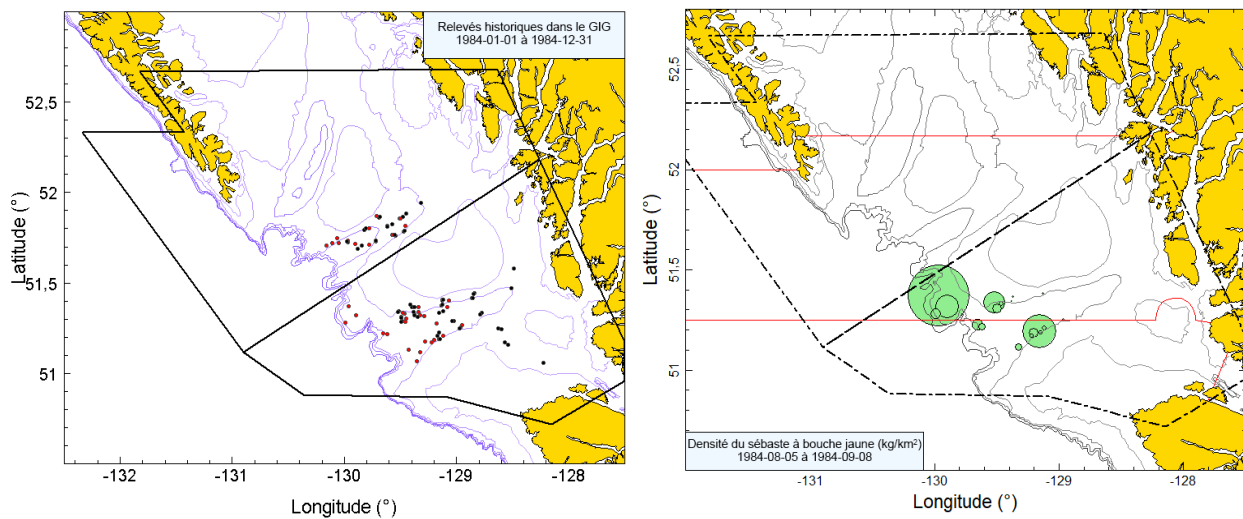 Relevés historiques dans le GIG
1984-01-01 à 1984-12-31
52,5
52
51,5
51
Latitude (°)
-132
-131
-130
-129
-128
Longitude (°)
52,5
52
51,5
51
Latitude (°)
Densité du sébaste à bouche jaune (kg/km²)
1984-08-05 à 1984-09-08
-131
-130
-129
-128
Longitude (°)